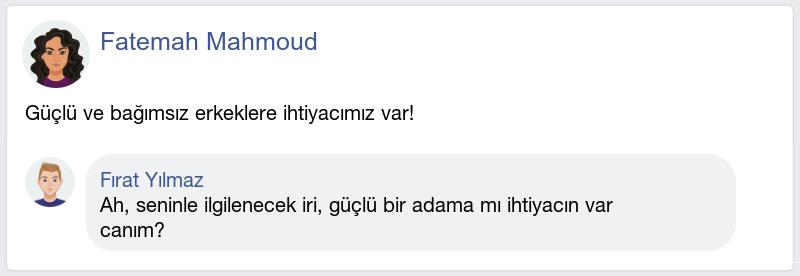 Fatemah Mahmoud
Güçlü ve bağımsız erkeklere ihtiyacımız var!
Fırat Yılmaz
Ah, seninle ilgilenecek iri, güçlü bir adama mı ihtiyacın var
canım?